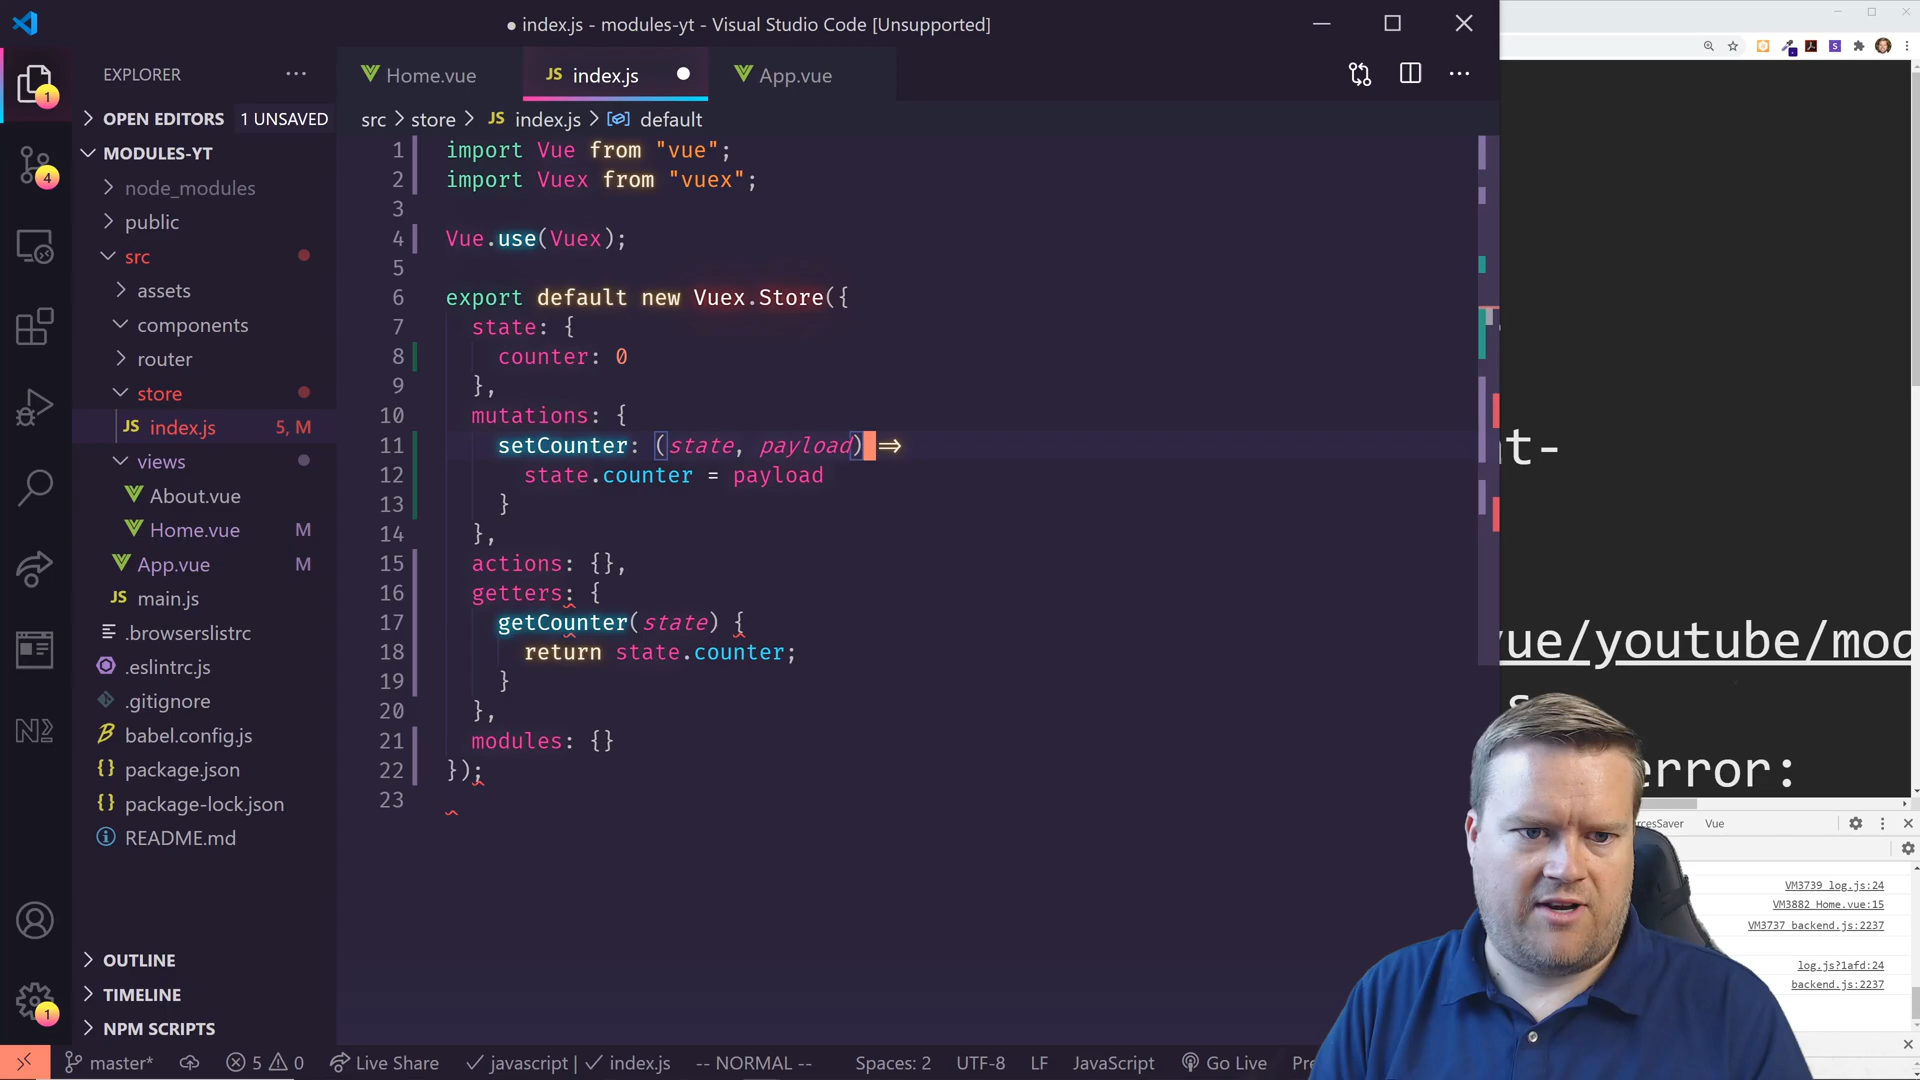 ● index.js - modules-yt - Visual Studio Code [Unsupported]
EXPLORER
Home.vue
JS index.js
App.vue
1
OPEN EDITORS 1 UNSAVED
src > store > JS index.js > default
MODULES-YT
4
node_modules
public
src
assets
components
router
store
JS index.js 5, M
views
About.vue
Home.vue M
App.vue M
JS main.js
.browserslistrc
.eslintrc.js
.gitignore
babel.config.js
{} package.json
{} package-lock.json
README.md
OUTLINE
TIMELINE
1
NPM SCRIPTS
1 import Vue from "vue";
2 import Vuex from "vuex";
3
4 Vue.use(Vuex);
5
6 export default new Vuex.Store({
7 state: {
8 counter: 0
9 },
10 mutations: {
11 setCounter: (state, payload) =>
12 state.counter = payload
13 }
14 },
15 actions: {},
16 getters: {
17 getCounter(state) {
18 return state.counter;
19 }
20 },
21 modules: {}
22 });
23
t-
vue/youtube/mod
s
error:
Vue
VM3739 log.js:24
VM3882 Home.vue:15
VM3737 backend.js:2237
log.js?1afd:24
backend.js:2237
master* 5 0 Live Share ✓ javascript | ✓ index.js -- NORMAL -- Spaces: 2 UTF-8 LF JavaScript Go Live